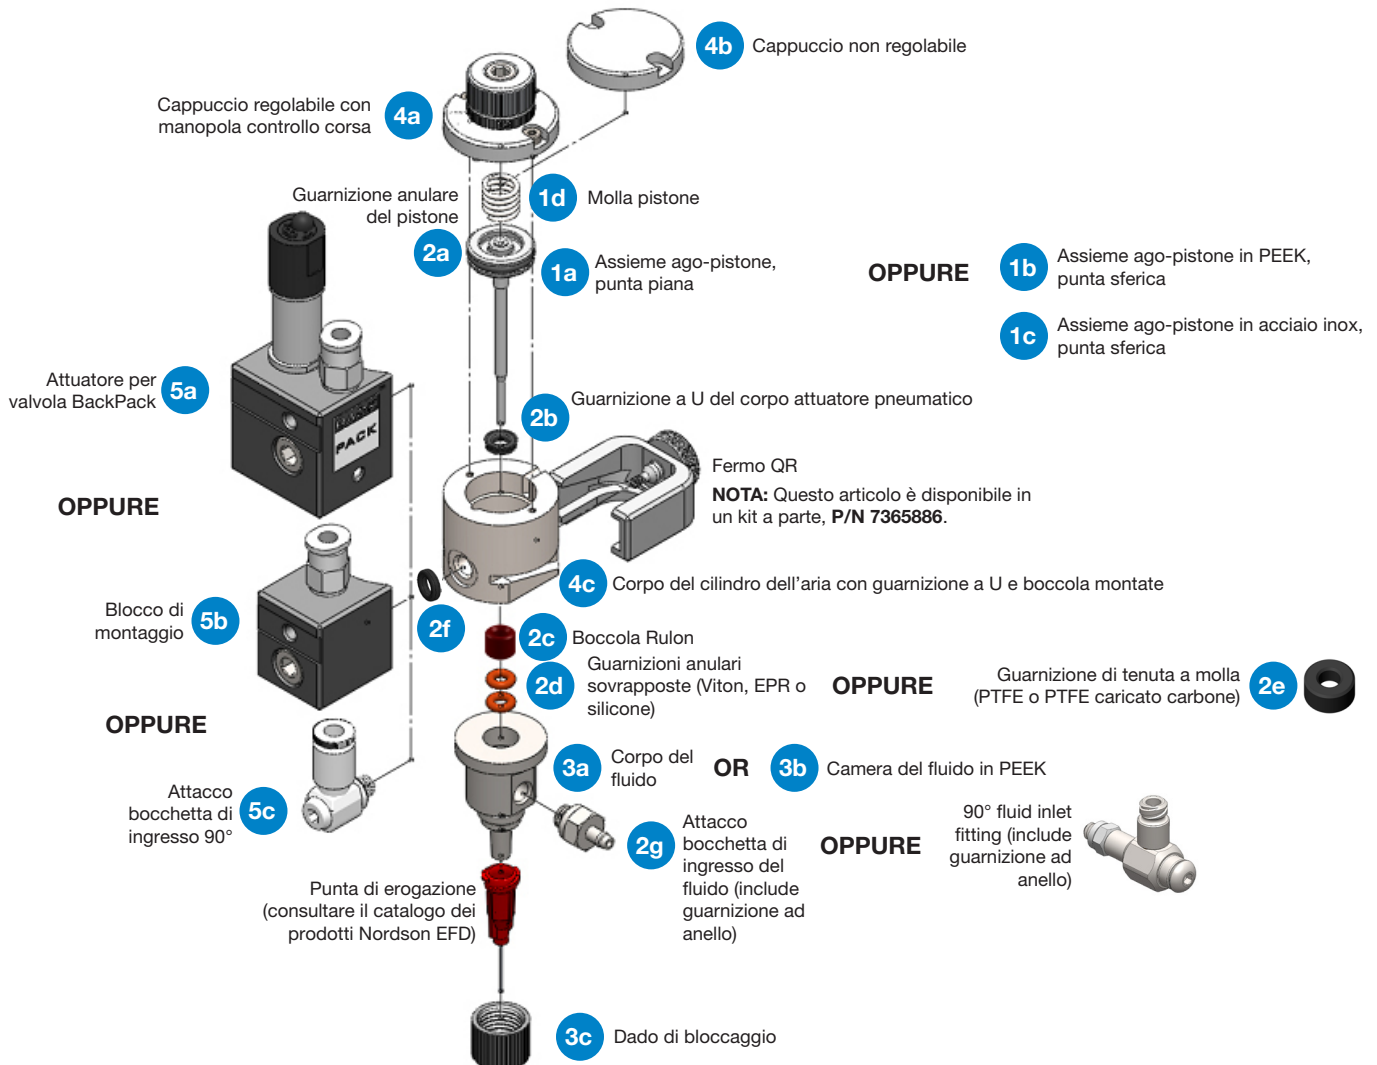 4b Cappuccio non regolabile
Cappuccio regolabile con
manopola controllo corsa
4a
Guarnizione anulare
del pistone
2a
1d Molla pistone
1a
Assieme ago-pistone,
punta piana
OPPURE
1b
Assieme ago-pistone in PEEK,
punta sferica
1c
Assieme ago-pistone in acciaio inox,
punta sferica
Attuatore per
valvola BackPack
5a
PACK
2b
Guarnizione a U del corpo attuatore pneumatico
Fermo QR
NOTA: Questo articolo è disponibile in
un kit a parte, P/N 7365886.
OPPURE
4c Corpo del cilindro dell'aria con guarnizione a U e boccola montate
Blocco di
montaggio
5b
2f
2c Boccola Rulon
2d
Guarnizioni anulari
sovrapposte (Viton, EPR o
silicone)
OPPURE
Guarnizione di tenuta a molla
(PTFE o PTFE caricato carbone)
2e
OPPURE
3a
Corpo del
fluido
OR
3b Camera del fluido in PEEK
Attacco
bocchetta di
ingresso 90°
5c
2g
Attacco
bocchetta di
ingresso del
fluido (include
guarnizione ad
anello)
OPPURE
90° fluid inlet
fitting (include
guarnizione ad
anello)
Punta di erogazione
(consultare il catalogo dei
prodotti Nordson EFD)
3c Dado di bloccaggio